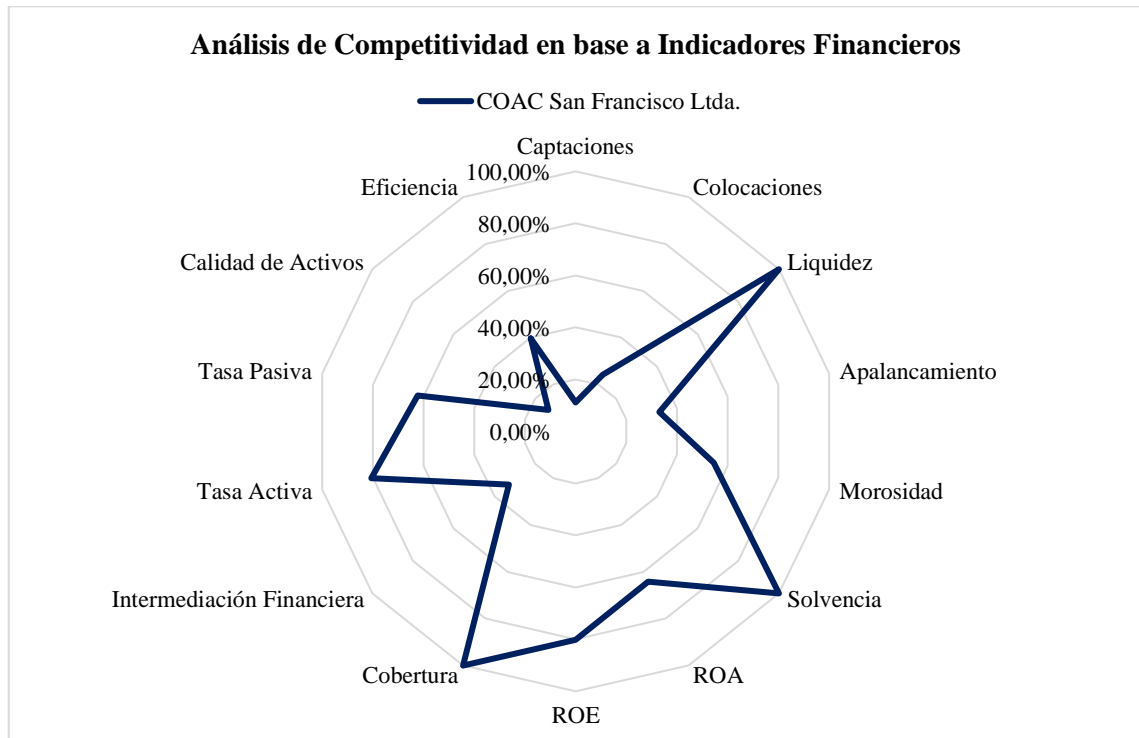 Análisis de Competitividad en base a Indicadores Financieros
COAC San Francisco Ltda.
Captaciones
100,00%
Eficiencia
Colocaciones
80,00%
Calidad de Activos
Liquidez
60,00%
40,00%
Tasa Pasiva
Apalancamiento
20,00%
0,00%
Tasa Activa
Morosidad
Intermediación Financiera
Solvencia
Cobertura
ROA
ROE